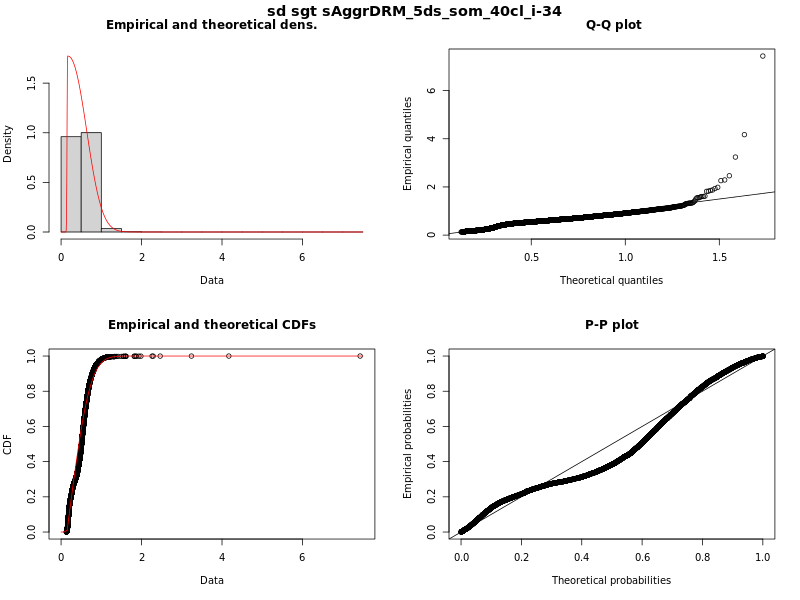 sd sgt sAggrDRM_5ds_som_40cl_i-34
Empirical and theoretical dens.
Density
0.0 0.5 1.0 1.5
0 2 4 6
Data
Q-Q plot
Empirical quantiles
0 2 4 6
0.5 1.0 1.5
Theoretical quantiles
Empirical and theoretical CDFs
CDF
0.0 0.2 0.4 0.6 0.8 1.0
0 2 4 6
Data
P-P plot
Empirical probabilities
0.0 0.2 0.4 0.6 0.8 1.0
0.0 0.2 0.4 0.6 0.8 1.0
Theoretical probabilities